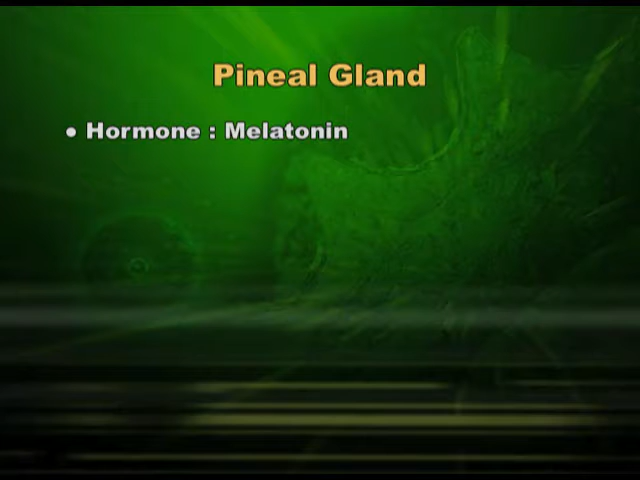 Pineal Gland
• Hormone : Melatonin